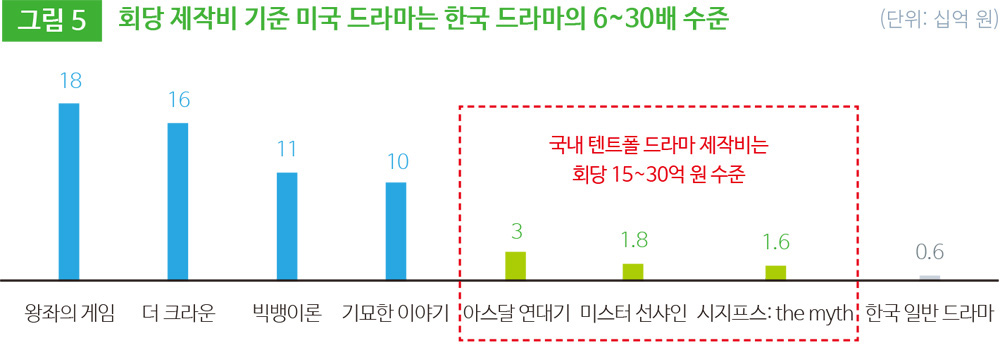 그림 5 회당 제작비 기준 미국 드라마는 한국 드라마의 6~30배 수준 (단위: 십억 원)
18
16
11
10
국내 텐트폴 드라마 제작비는
회당 15~30억 원 수준
3
1.8
1.6
0.6
왕좌의 게임 더 크라운 빅뱅이론 기묘한 이야기 아스달 연대기 미스터 선샤인 시지프스: the myth 한국 일반 드라마